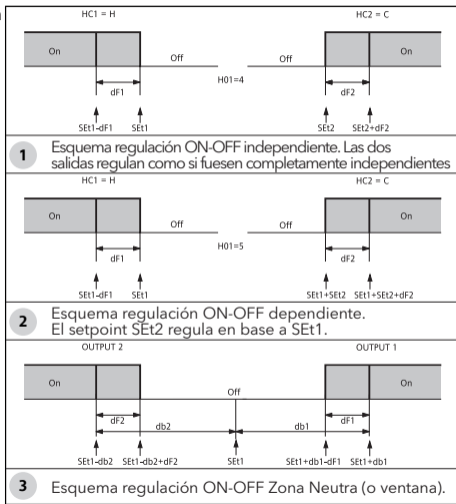 HC1 = H HC2 = C
On Off Off On
dF1 H01=4 dF2
SEt1-dF1 SEt1 SEt2 SEt2+dF2
1 Esquema regulación ON-OFF independiente. Las dos
salidas regulan como si fuesen completamente independientes
HC1 = H HC2 = C
On Off Off On
dF1 H01=5 dF2
SEt1-dF1 SEt1 SEt1+SEt2 SEt1+SEt2+dF2
2 Esquema regulación ON-OFF dependiente.
El setpoint SEt2 regula en base a SEt1.
OUTPUT 2 OUTPUT 1
On Off On
dF2 dF1
db2 db1
SEt1-db2 SEt1-db2+dF2 SEt1 SEt1+db1-dF1 SEt1+db1
3 Esquema regulación ON-OFF Zona Neutra (o ventana).